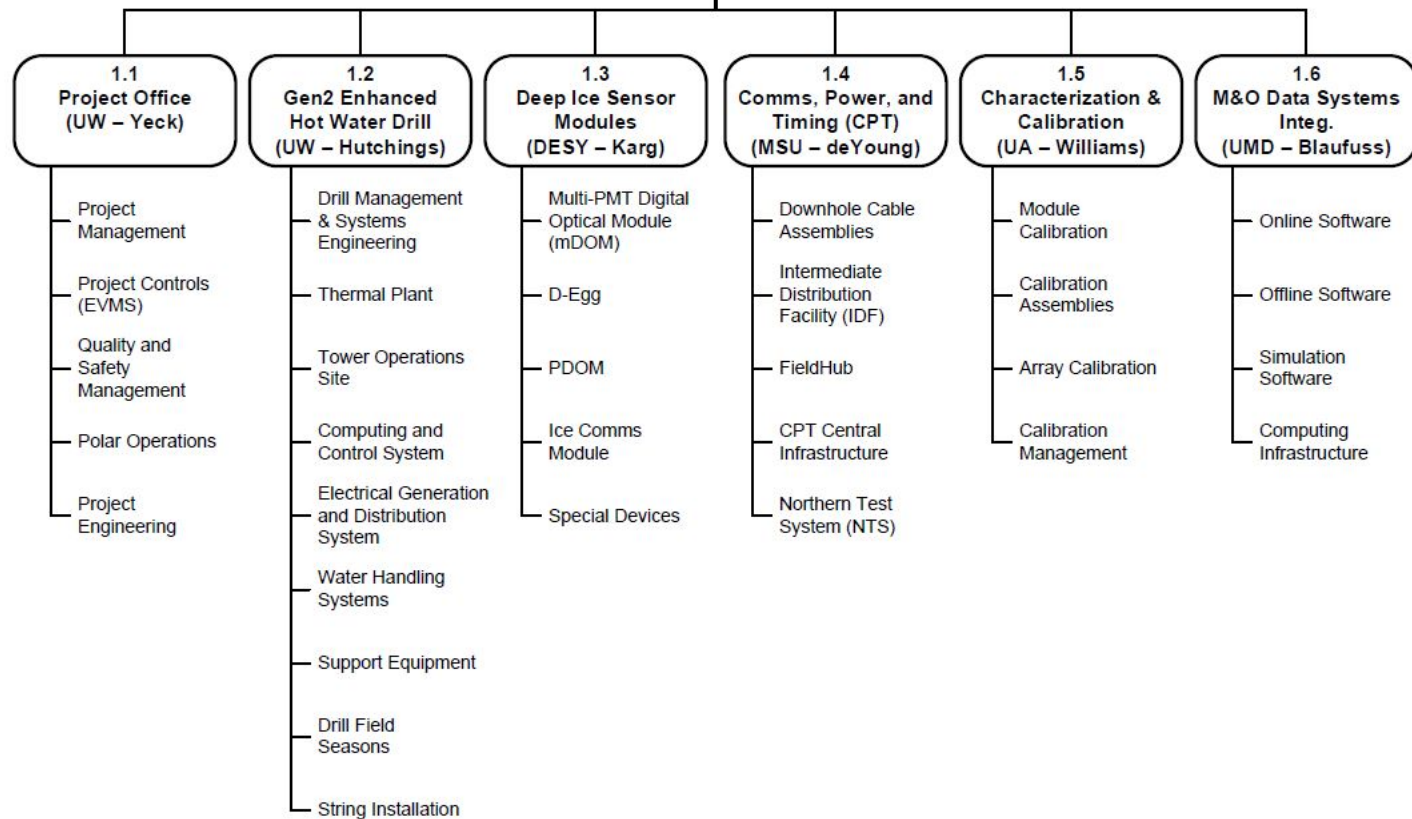 1.1
Project Office
(UW – Yeck)
Project
Management
Project Controls
(EVMS)
Quality and
Safety
Management
Polar Operations
Project
Engineering
1.2
Gen2 Enhanced
Hot Water Drill
(UW – Hutchings)
Drill Management
& Systems
Engineering
Thermal Plant
Tower Operations
Site
Computing and
Control System
Electrical Generation
and Distribution
System
Water Handling
Systems
Support Equipment
Drill Field
Seasons
String Installation
1.3
Deep Ice Sensor
Modules
(DESY – Karg)
Multi-PMT Digital
Optical Module
(mDOM)
D-Egg
PDOM
Ice Comms
Module
Special Devices
1.4
Comms, Power, and
Timing (CPT)
(MSU – deYoung)
Downhole Cable
Assemblies
Intermediate
Distribution
Facility (IDF)
FieldHub
CPT Central
Infrastructure
Northern Test
System (NTS)
1.5
Characterization &
Calibration
(UA – Williams)
Module
Calibration
Calibration
Assemblies
Array Calibration
Calibration
Management
1.6
M&O Data Systems
Integ.
(UMD – Blaufuss)
Online Software
Offline Software
Simulation
Software
Computing
Infrastructure